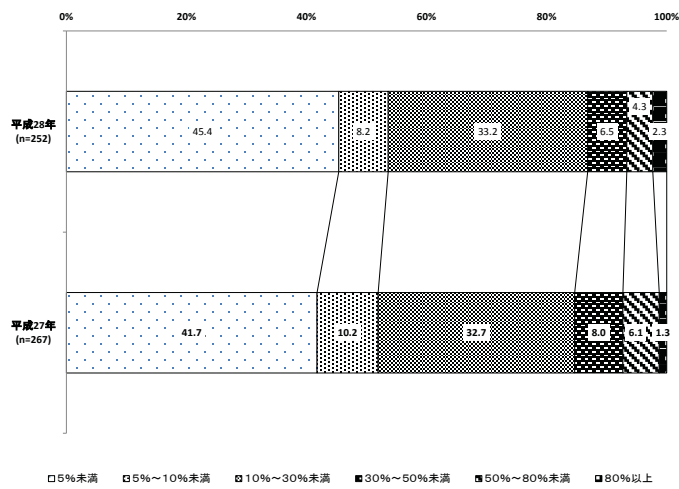 0% 20% 40% 60% 80% 100%
平成28年
(n=252)
45.4 8.2 33.2 6.5 4.3 2.3
平成27年
(n=267)
41.7 10.2 32.7 8.0 6.1 1.3
5%未満 5%～10%未満 10%～30%未満 30%～50%未満 50%～80%未満 80%以上